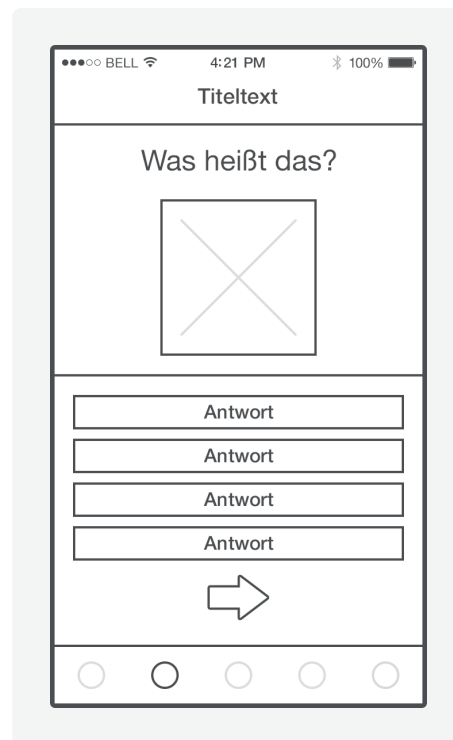 BELL 4:21 PM 100%
Titeltext
Was heißt das?
Antwort
Antwort
Antwort
Antwort